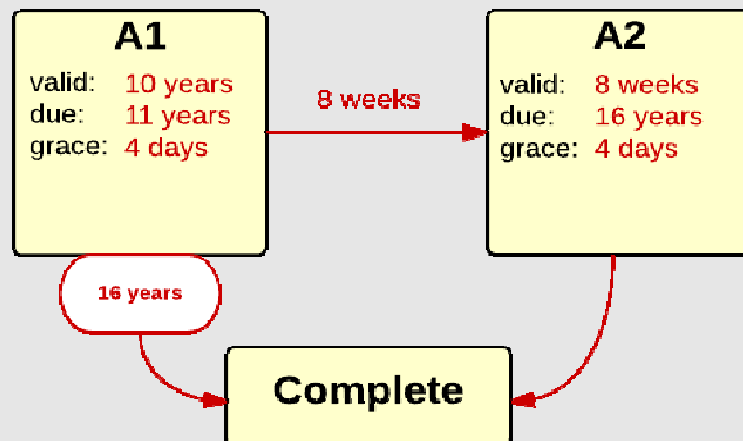 A1
valid: 10 years
due: 11 years
grace: 4 days
8 weeks
A2
valid: 8 weeks
due: 16 years
grace: 4 days
16 years
Complete